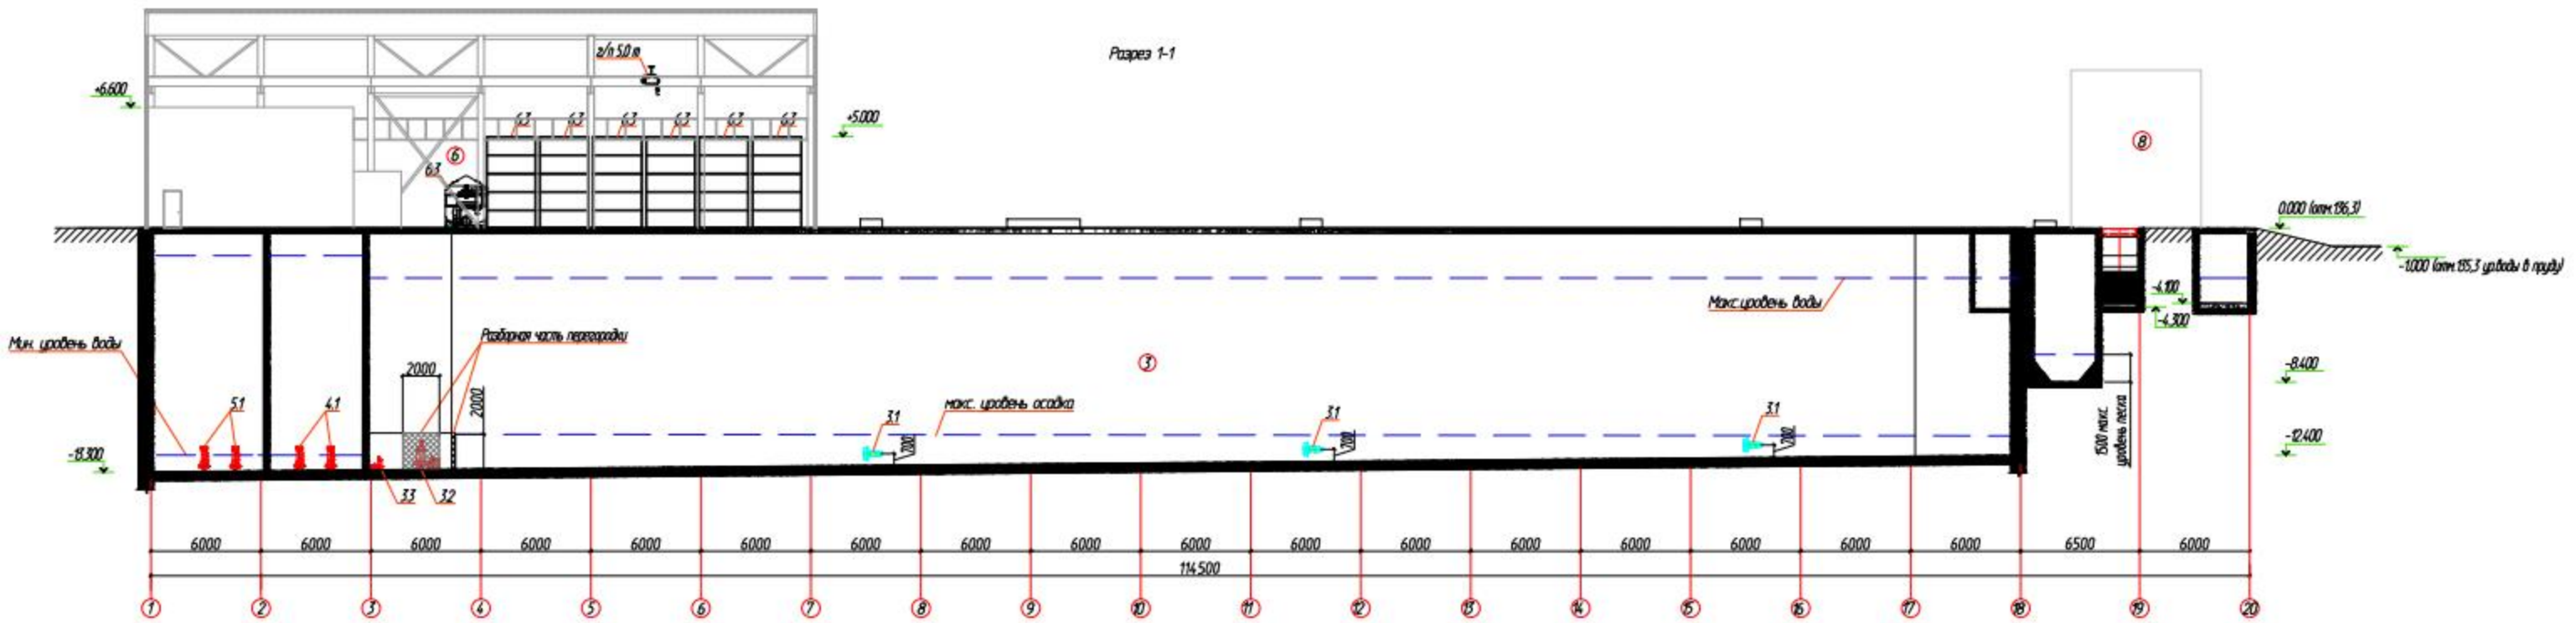 Разрез 1-1
г/п 5.0 т
+6.600
+5.000
6.3 6.3 6.3 6.3 6.3 6.3
6
6.3
8
0.000 (отм.136,3)
-1.000 (отм.135,3 ур.воды в пруду)
-4.100
-4.300
Макс.уровень воды
Мин. уровень воды
Разборная часть перегородки
3
2000
2000
-8.400
5.1
4.1
макс. уровень осадка
3.1
3.1
3.1
700
700
700
1500 макс.
уровень песка
-12.400
-13.300
3.3
3.2
6000 6000 6000 6000 6000 6000 6000 6000 6000 6000 6000 6000 6000 6000 6000 6000 6000 6500 6000
114500
1 2 3 4 5 6 7 8 9 10 11 12 13 14 15 16 17 18 19 20